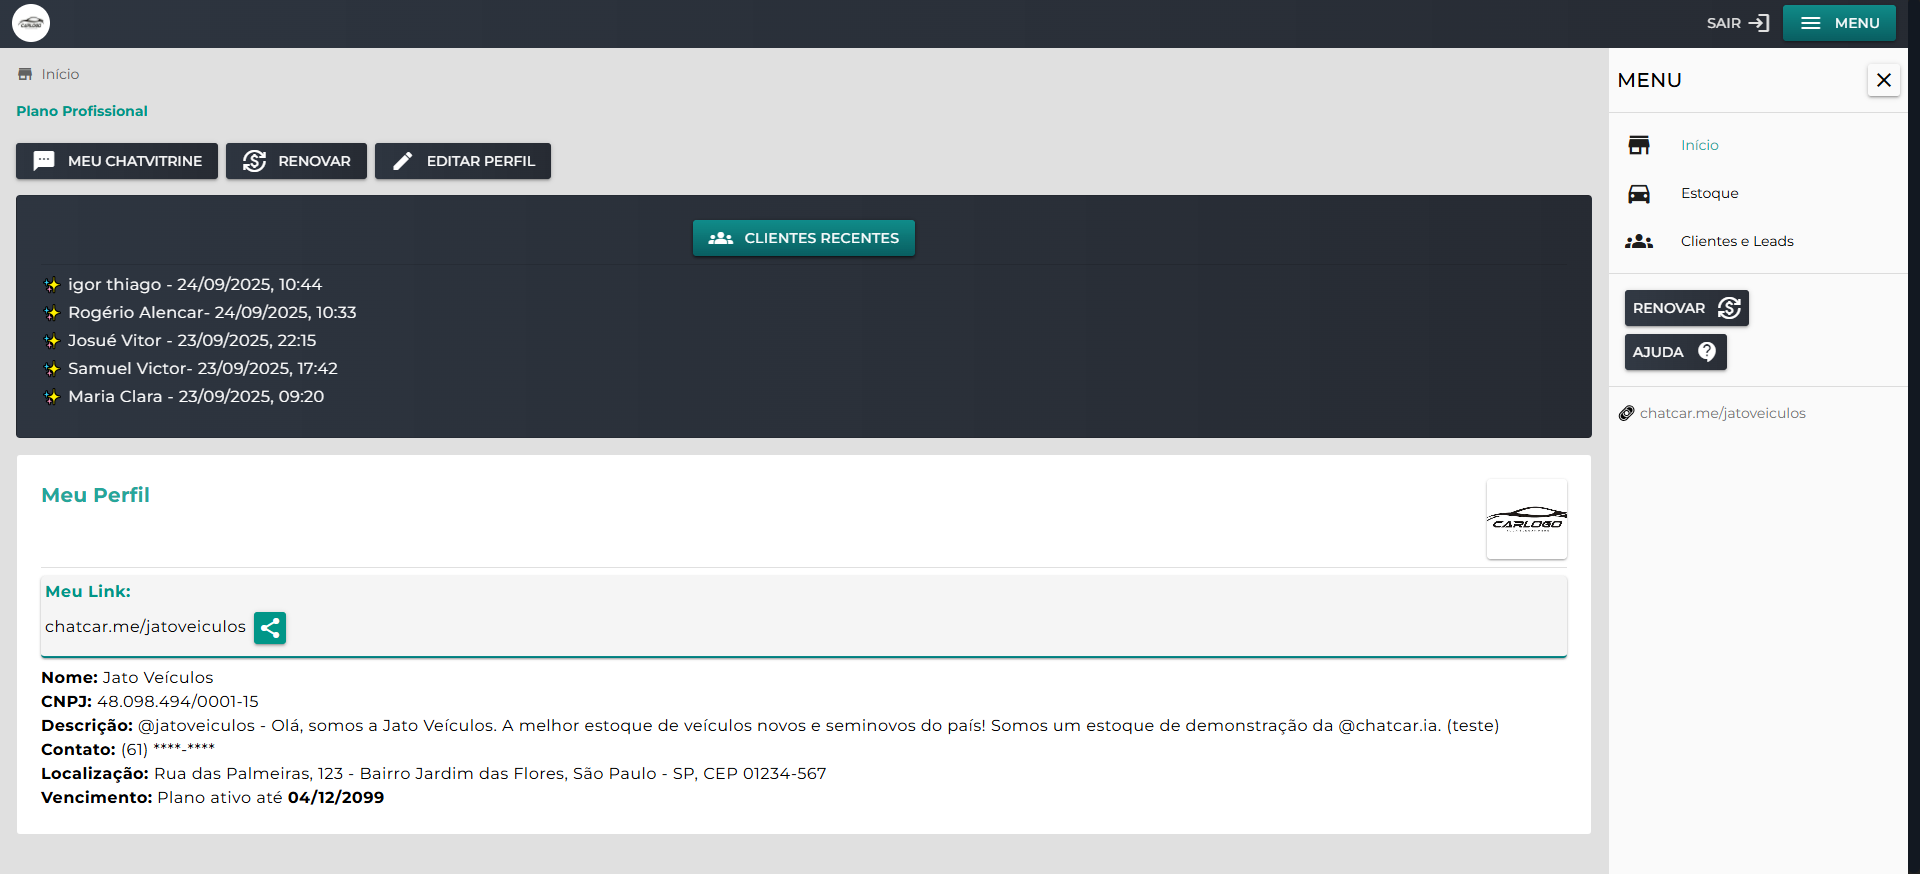 CARLOGO
SAIR
MENU
Início
Plano Profissional
MEU CHATVITRINE
RENOVAR
EDITAR PERFIL
CLIENTES RECENTES
igor thiago - 24/09/2025, 10:44
Rogério Alencar- 24/09/2025, 10:33
Josué Vitor - 23/09/2025, 22:15
Samuel Victor- 23/09/2025, 17:42
Maria Clara - 23/09/2025, 09:20
Meu Perfil
CARLOGO
Meu Link:
chatcar.me/jatoveiculos
Nome: Jato Veículos
CNPJ: 48.098.494/0001-15
Descrição: @jatoveiculos - Olá, somos a Jato Veículos. A melhor estoque de veículos novos e seminovos do país! Somos um estoque de demonstração da @chatcar.ia. (teste)
Contato: (61) ****-****
Localização: Rua das Palmeiras, 123 - Bairro Jardim das Flores, São Paulo - SP, CEP 01234-567
Vencimento: Plano ativo até 04/12/2099
MENU
Início
Estoque
Clientes e Leads
RENOVAR
AJUDA
chatcar.me/jatoveiculos